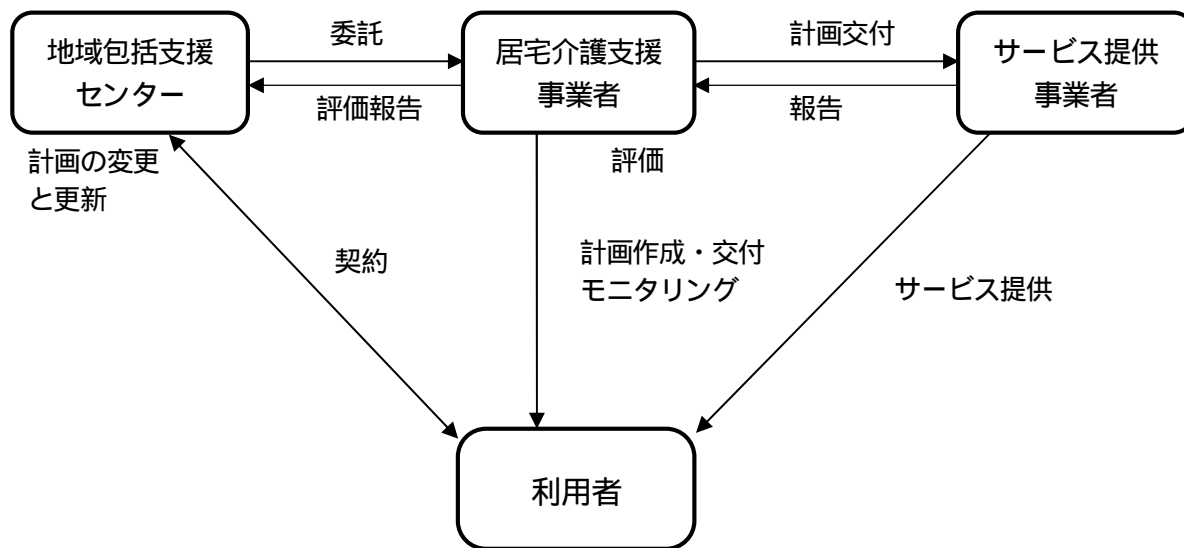 地域包括支援
センター
委託
評価報告
居宅介護支援
事業者
計画交付
報告
サービス提供
事業者
計画の変更
と更新
評価
契約
計画作成・交付
モニタリング
サービス提供
利用者